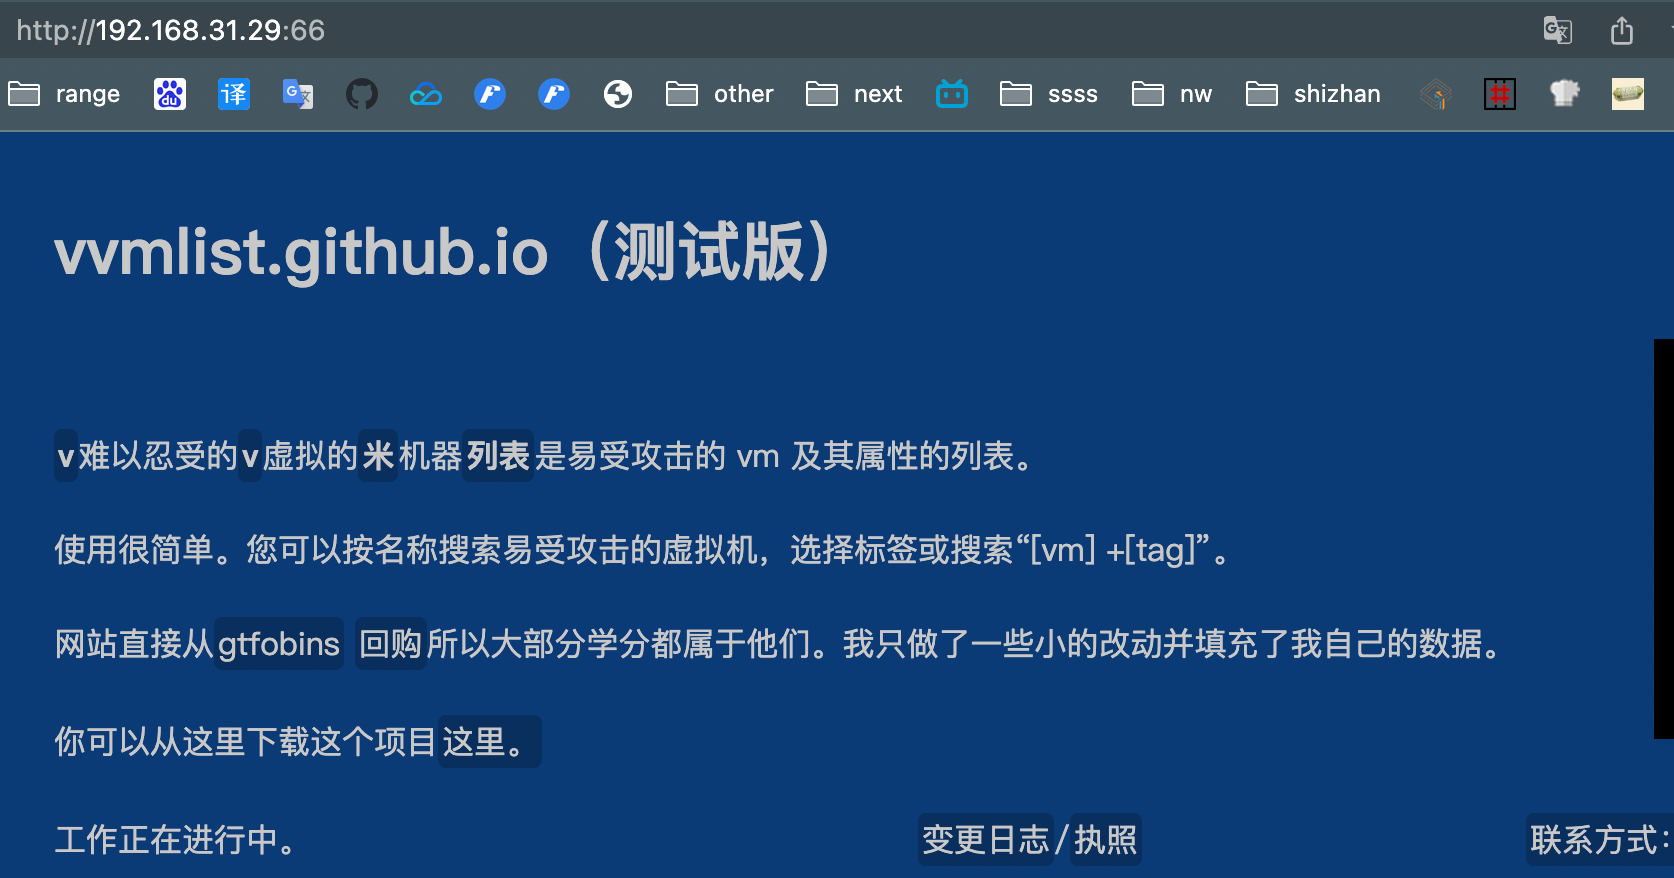 http://192.168.31.29:66
range du 译 G文 other next ssss nw shizhan
vvmlist.github.io（测试版）
v难以忍受的v虚拟的米机器列表是易受攻击的 vm 及其属性的列表。
使用很简单。您可以按名称搜索易受攻击的虚拟机，选择标签或搜索“[vm] +[tag]”。
网站直接从gtfobins 回购所以大部分学分都属于他们。我只做了一些小的改动并填充了我自己的数据。
你可以从这里下载这个项目这里。
工作正在进行中。 变更日志/执照 联系方式：